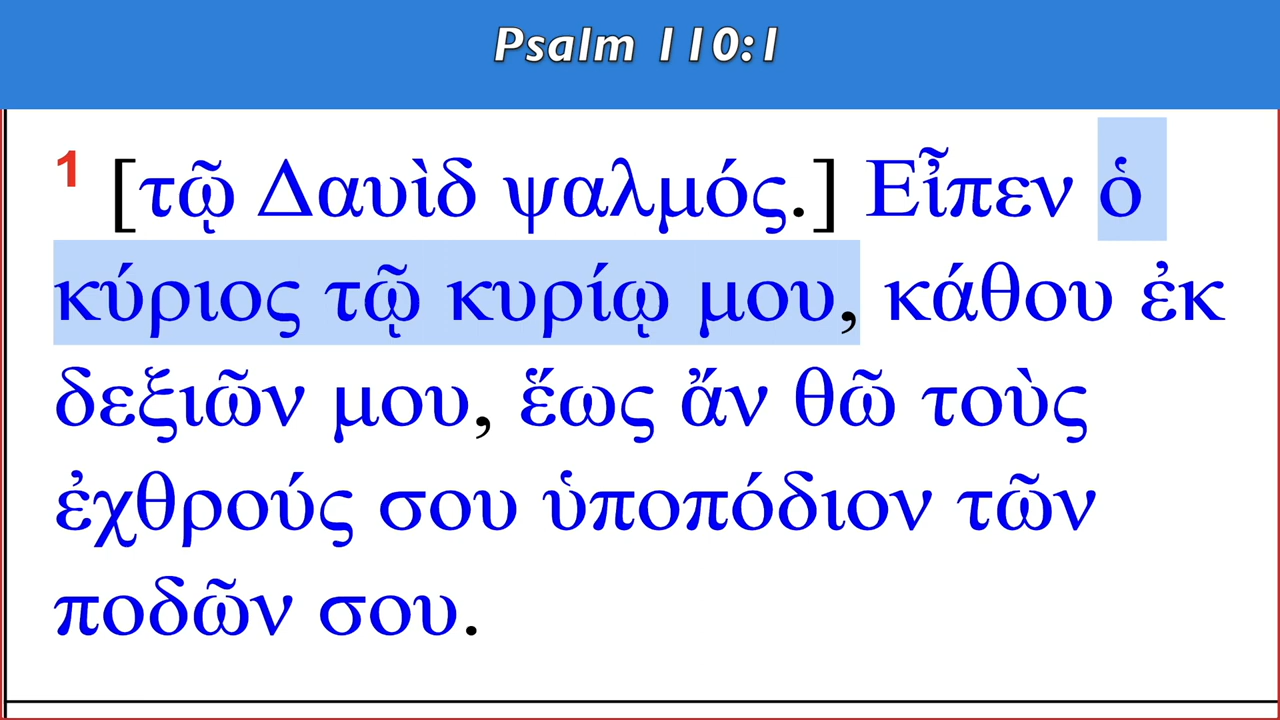 Psalm 110:1
1 [τῷ Δαυὶδ ψαλμός.] Εἶπεν ὁ
κύριος τῷ κυρίῳ μου, κάθου ἐκ
δεξιῶν μου, ἕως ἄν θῶ τοὺς
ἐχθρούς σου ὑποπόδιον τῶν
ποδῶν σου.